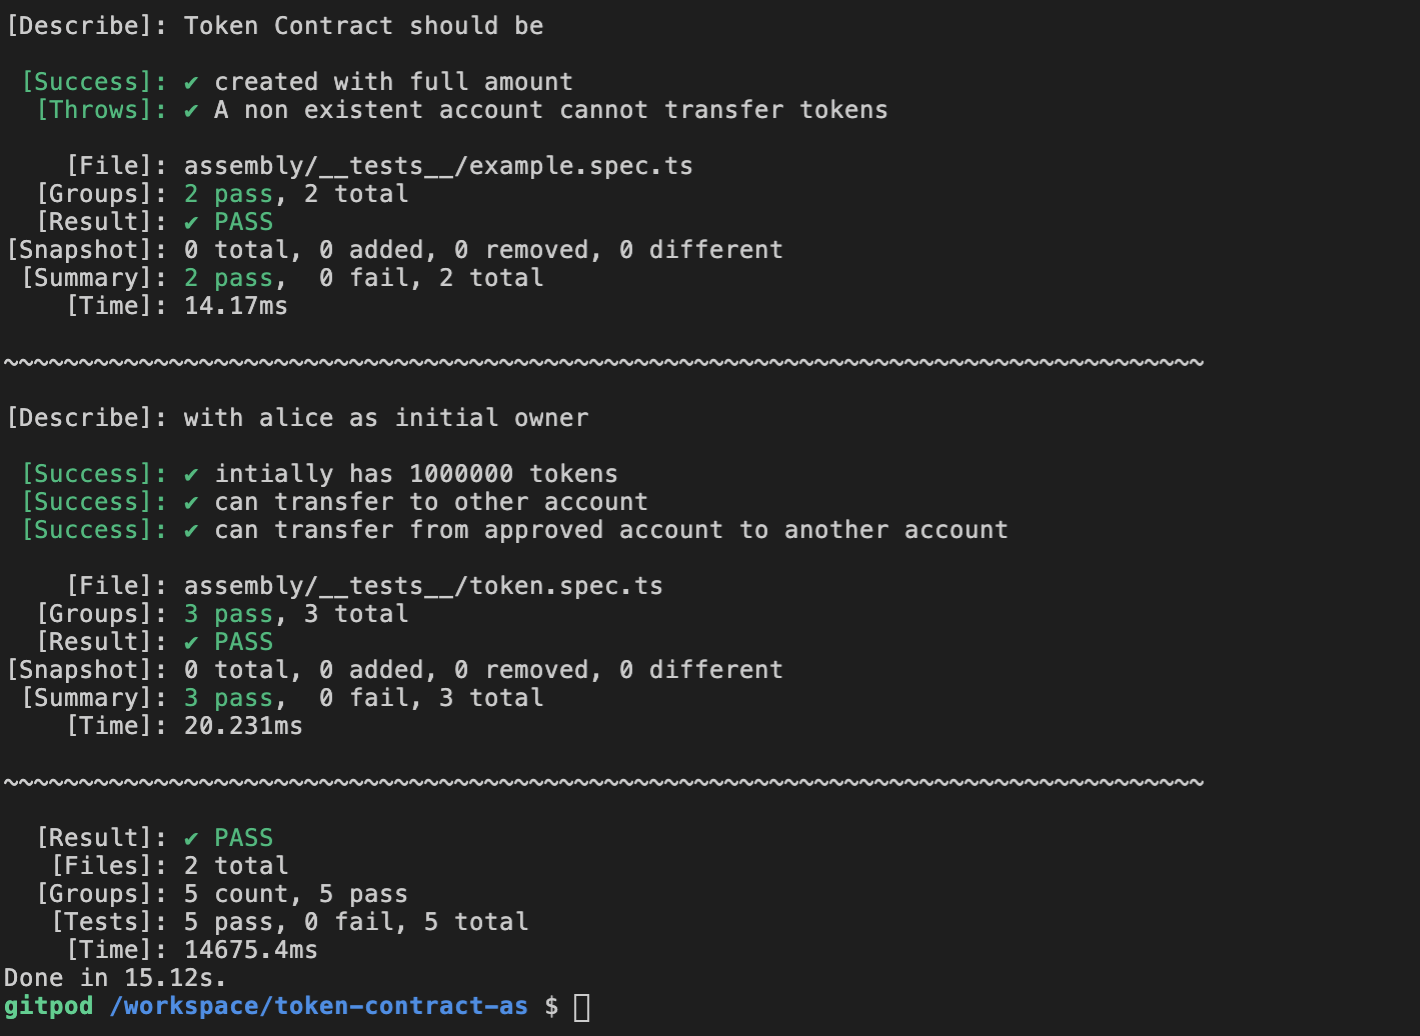 [Describe]: Token Contract should be
[Success]: ✔ created with full amount
[Throws]: ✔ A non existent account cannot transfer tokens
[File]: assembly/__tests__/example.spec.ts
[Groups]: 2 pass, 2 total
[Result]: ✔ PASS
[Snapshot]: 0 total, 0 added, 0 removed, 0 different
[Summary]: 2 pass,  0 fail, 2 total
[Time]: 14.17ms
~~~~~~~~~~~~~~~~~~~~~~~~~~~~~~~~~~~~~~~~~~~~~~~~~~~~~~~~~~~~~~~~~~~~~~~~~~~~~~~~
[Describe]: with alice as initial owner
[Success]: ✔ intially has 1000000 tokens
[Success]: ✔ can transfer to other account
[Success]: ✔ can transfer from approved account to another account
[File]: assembly/__tests__/token.spec.ts
[Groups]: 3 pass, 3 total
[Result]: ✔ PASS
[Snapshot]: 0 total, 0 added, 0 removed, 0 different
[Summary]: 3 pass,  0 fail, 3 total
[Time]: 20.231ms
~~~~~~~~~~~~~~~~~~~~~~~~~~~~~~~~~~~~~~~~~~~~~~~~~~~~~~~~~~~~~~~~~~~~~~~~~~~~~~~~
[Result]: ✔ PASS
[Files]: 2 total
[Groups]: 5 count, 5 pass
[Tests]: 5 pass, 0 fail, 5 total
[Time]: 14675.4ms
Done in 15.12s.
gitpod /workspace/token-contract-as $